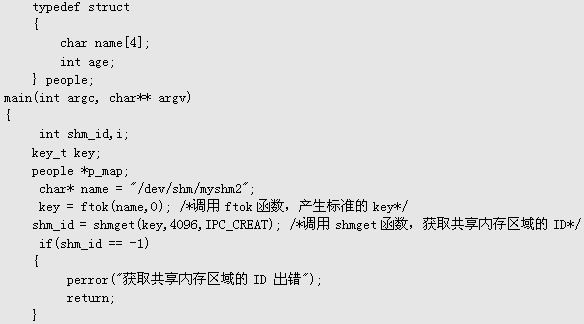 typedef struct
{
char name[4];
int age;
} people;
main(int argc, char** argv)
{
int shm_id,i;
key_t key;
people *p_map;
char* name = "/dev/shm/myshm2";
key = ftok(name,0); /*调用 ftok 函数，产生标准的 key*/
shm_id = shmget(key,4096,IPC_CREAT); /*调用 shmget 函数，获取共享内存区域的 ID*/
if(shm_id == -1)
{
perror("获取共享内存区域的 ID 出错");
return;
}